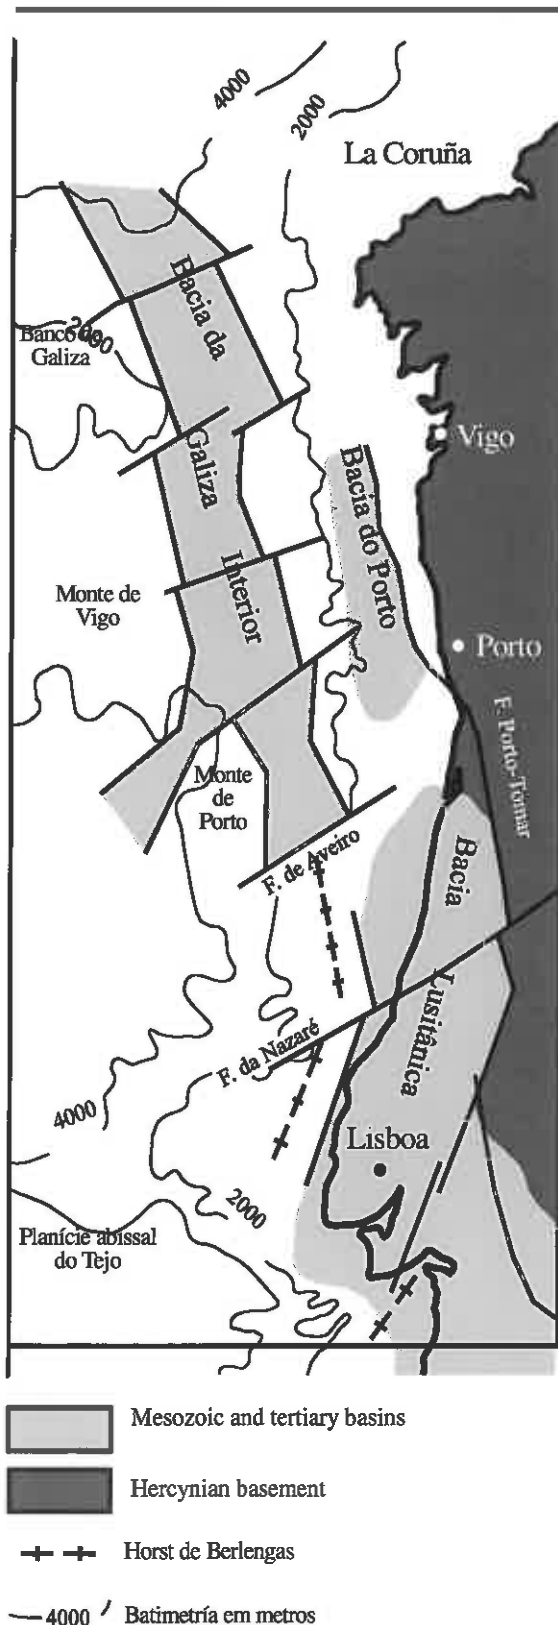 4000
2000
La Coruña
Bacia da
Galiza
Interior
2000
Banco da
Galiza
Vigo
Bacia do Porto
Monte de
Vigo
Porto
F. Porto-Tomar
Monte
de
Porto
F. de Aveiro
Bacia
Lusitânica
F. da Nazaré
4000
Lisboa
2000
Planície abissal
do Tejo
Mesozoic and tertiary basins
Hercynian basement
Horst de Berlengas
4000 Batimetría em metros